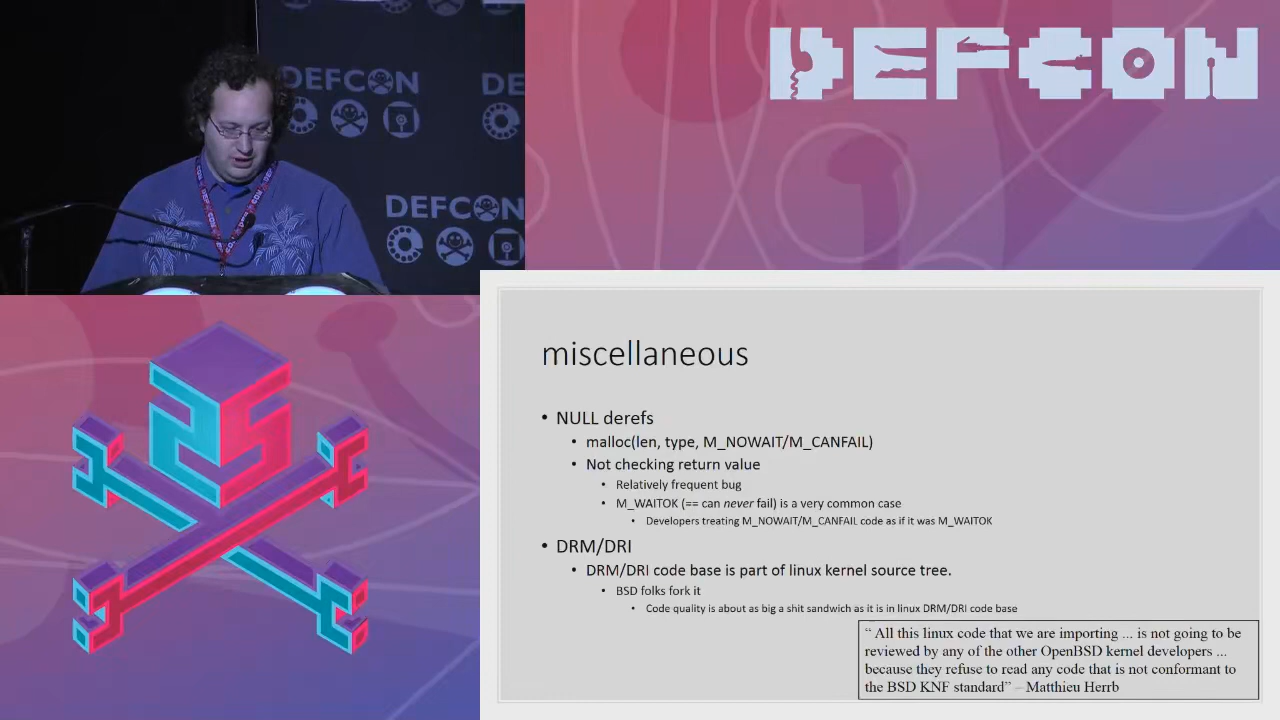 DEFCON
DEFCON
DEFCON
DEFCON
miscellaneous
• NULL derefs
• malloc(len, type, M_NOWAIT/M_CANFAIL)
• Not checking return value
• Relatively frequent bug
• M_WAITOK (== can never fail) is a very common case
• Developers treating M_NOWAIT/M_CANFAIL code as if it was M_WAITOK
• DRM/DRI
• DRM/DRI code base is part of linux kernel source tree.
• BSD folks fork it
• Code quality is about as big a shit sandwich as it is in linux DRM/DRI code base
“ All this linux code that we are importing ... is not going to be
reviewed by any of the other OpenBSD kernel developers ...
because they refuse to read any code that is not conformant to
the BSD KNF standard” – Matthieu Herrb
25